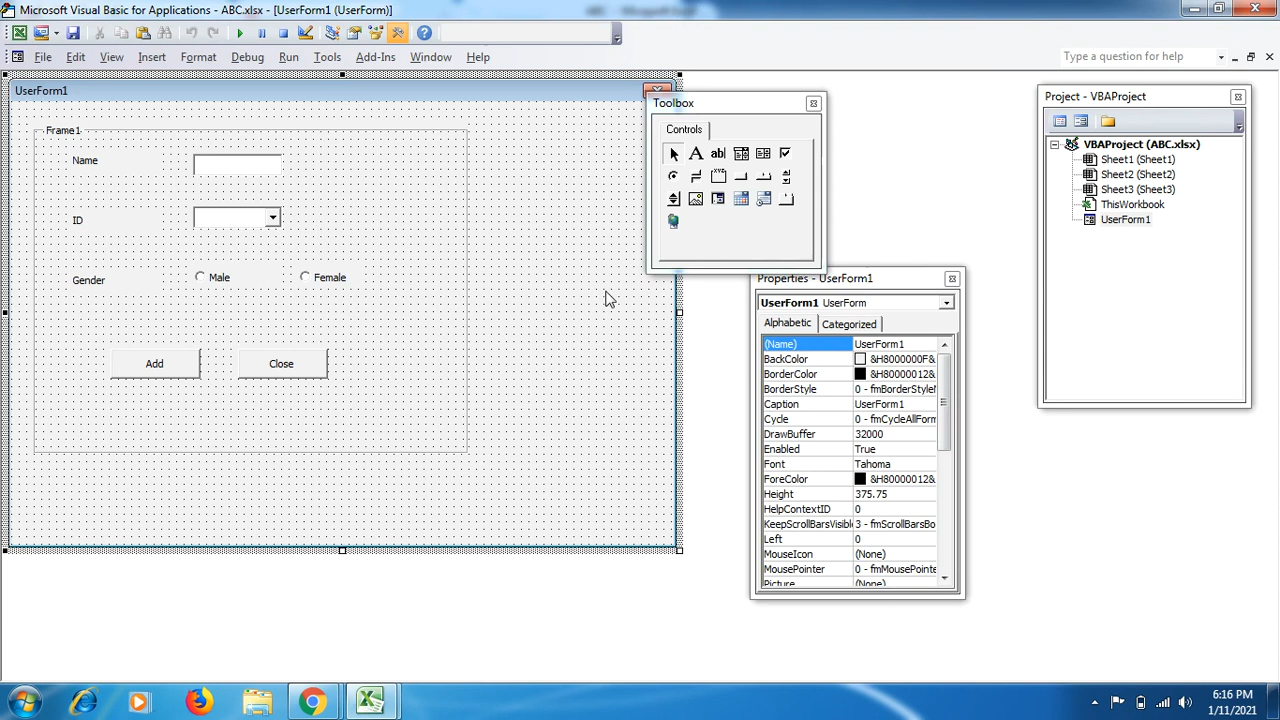 Microsoft Visual Basic for Applications - ABC.xlsx - [UserForm1 (UserForm)]
File Edit View Insert Format Debug Run Tools Add-Ins Window Help
Type a question for help
UserForm1
Frame1
Name
ID
Gender
Male
Female
Add
Close
Toolbox
Controls
A
ab|
XYZ
Properties - UserForm1
UserForm1 UserForm
Alphabetic
Categorized
(Name) UserForm1
BackColor &H8000000F&
BorderColor &H80000012&
BorderStyle 0 - fmBorderStyleN
Caption UserForm1
Cycle 0 - fmCycleAllForm
DrawBuffer 32000
Enabled True
Font Tahoma
ForeColor &H80000012&
Height 375.75
HelpContextID 0
KeepScrollBarsVisible 3 - fmScrollBarsBo
Left 0
MouseIcon (None)
MousePointer 0 - fmMousePointe
Picture (None)
Project - VBAProject
VBAProject (ABC.xlsx)
Sheet1 (Sheet1)
Sheet2 (Sheet2)
Sheet3 (Sheet3)
ThisWorkbook
UserForm1
6:16 PM
1/11/2021